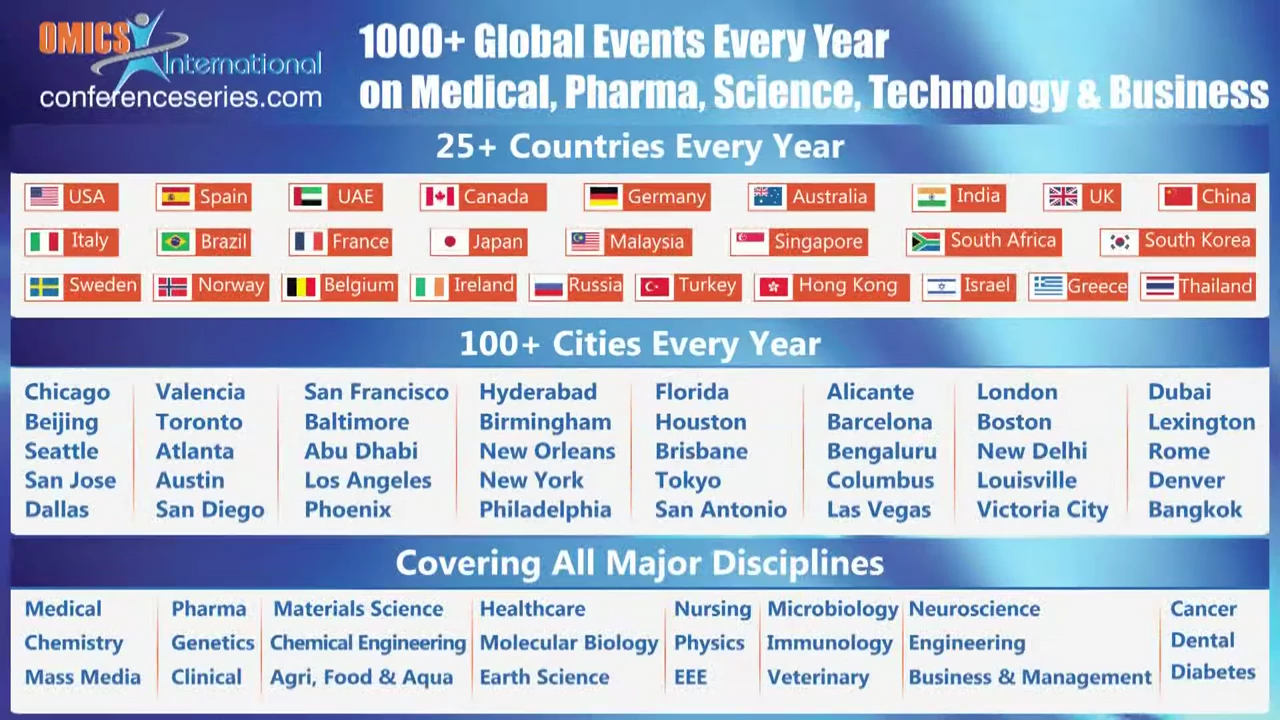 OMICS International
conferenceseries.com
1000+ Global Events Every Year
on Medical, Pharma, Science, Technology & Business
25+ Countries Every Year
USA Spain UAE Canada Germany Australia India UK China
Italy Brazil France Japan Malaysia Singapore South Africa South Korea
Sweden Norway Belgium Ireland Russia Turkey Hong Kong Israel Greece Thailand
100+ Cities Every Year
Chicago Valencia San Francisco Hyderabad Florida Alicante London Dubai
Beijing Toronto Baltimore Birmingham Houston Barcelona Boston Lexington
Seattle Atlanta Abu Dhabi New Orleans Brisbane Bengaluru New Delhi Rome
San Jose Austin Los Angeles New York Tokyo Columbus Louisville Denver
Dallas San Diego Phoenix Philadelphia San Antonio Las Vegas Victoria City Bangkok
Covering All Major Disciplines
Medical Pharma Materials Science Healthcare Nursing Microbiology Neuroscience Cancer
Chemistry Genetics Chemical Engineering Molecular Biology Physics Immunology Engineering Dental
Mass Media Clinical Agri, Food & Aqua Earth Science EEE Veterinary Business & Management Diabetes